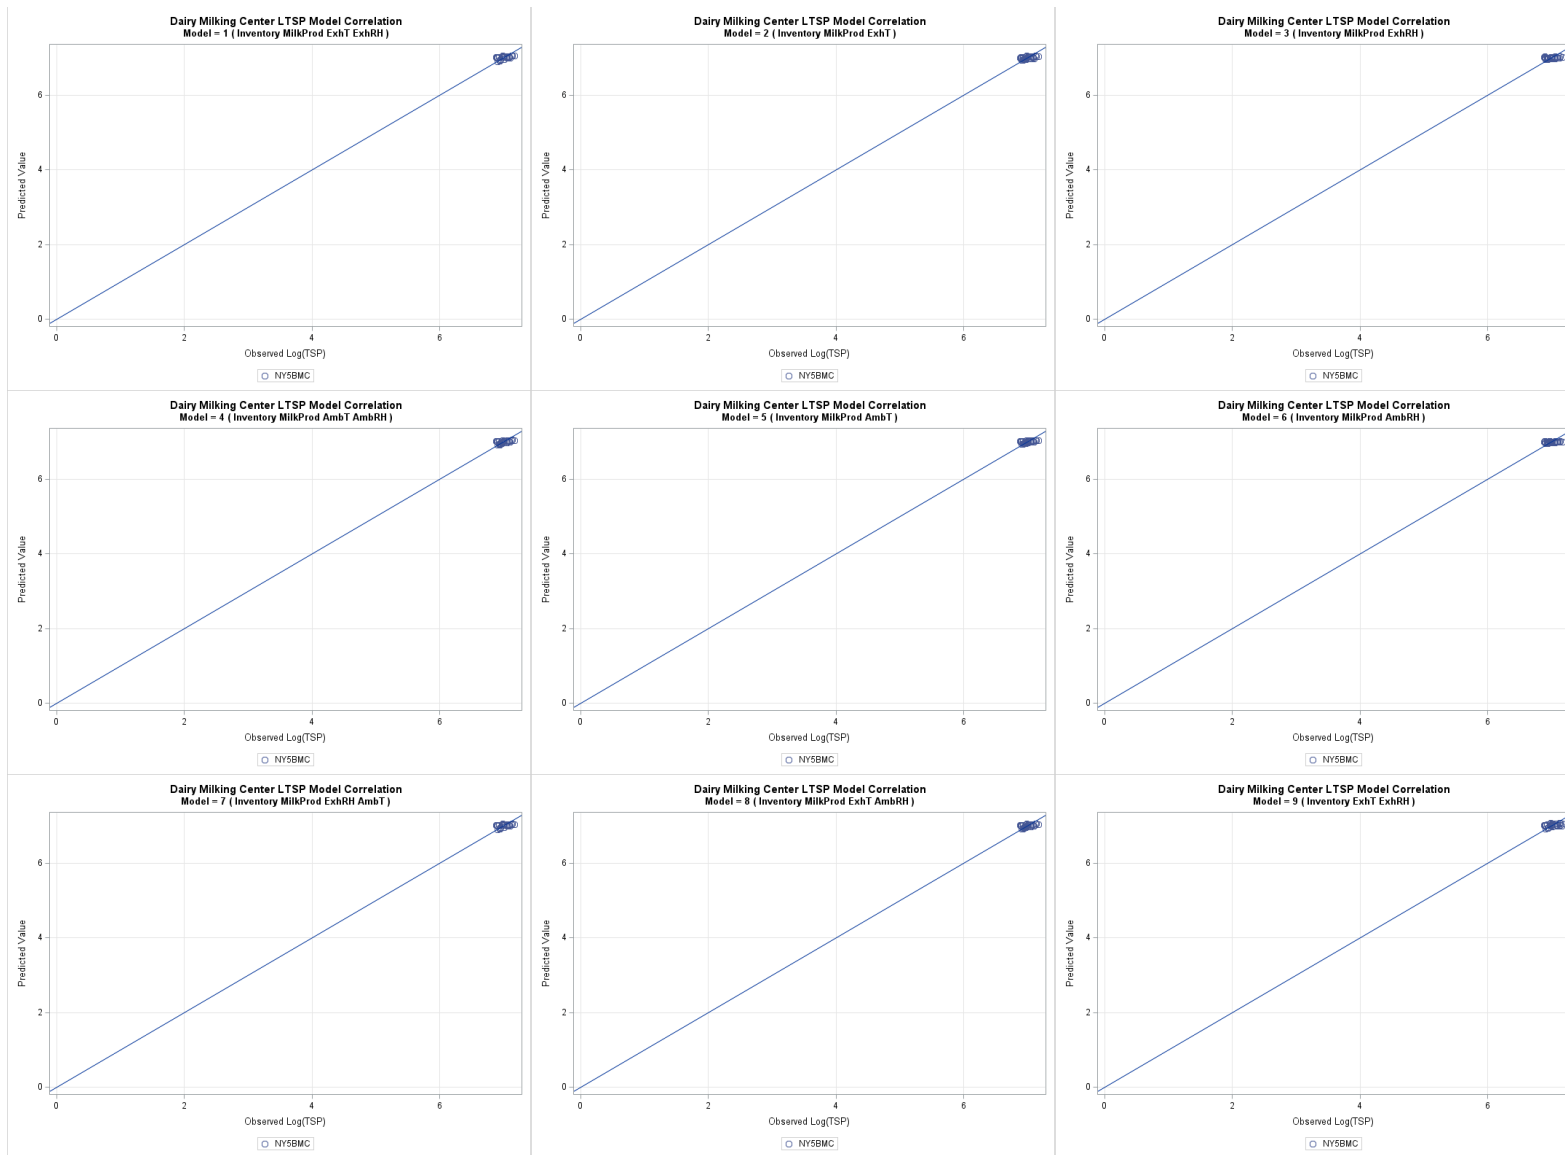 Dairy Milking Center LTSP Model Correlation
Model = 1 ( Inventory MilkProd ExhT ExhRH )
Predicted Value
6
4
2
0
0 2 4 6
Observed Log(TSP)
NY5BMC
Dairy Milking Center LTSP Model Correlation
Model = 2 ( Inventory MilkProd ExhT )
Predicted Value
6
4
2
0
0 2 4 6
Observed Log(TSP)
NY5BMC
Dairy Milking Center LTSP Model Correlation
Model = 3 ( Inventory MilkProd ExhRH )
Predicted Value
6
4
2
0
0 2 4 6
Observed Log(TSP)
NY5BMC
Dairy Milking Center LTSP Model Correlation
Model = 4 ( Inventory MilkProd AmbT AmbRH )
Predicted Value
6
4
2
0
0 2 4 6
Observed Log(TSP)
NY5BMC
Dairy Milking Center LTSP Model Correlation
Model = 5 ( Inventory MilkProd AmbT )
Predicted Value
6
4
2
0
0 2 4 6
Observed Log(TSP)
NY5BMC
Dairy Milking Center LTSP Model Correlation
Model = 6 ( Inventory MilkProd AmbRH )
Predicted Value
6
4
2
0
0 2 4 6
Observed Log(TSP)
NY5BMC
Dairy Milking Center LTSP Model Correlation
Model = 7 ( Inventory MilkProd ExhRH AmbT )
Predicted Value
6
4
2
0
0 2 4 6
Observed Log(TSP)
NY5BMC
Dairy Milking Center LTSP Model Correlation
Model = 8 ( Inventory MilkProd ExhT AmbRH )
Predicted Value
6
4
2
0
0 2 4 6
Observed Log(TSP)
NY5BMC
Dairy Milking Center LTSP Model Correlation
Model = 9 ( Inventory ExhT ExhRH )
Predicted Value
6
4
2
0
0 2 4 6
Observed Log(TSP)
NY5BMC